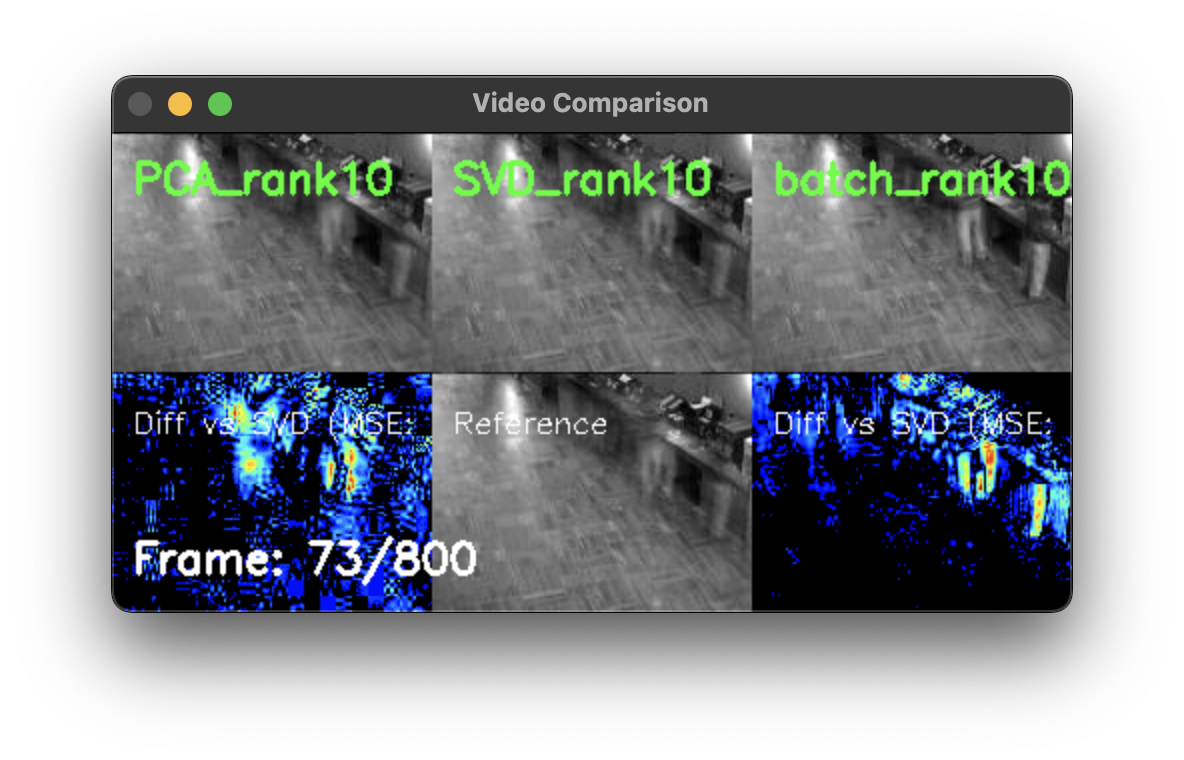 Video Comparison
PCA_rank10
SVD_rank10
batch_rank10
Diff vs SVD (MSE:
Reference
Diff vs SVD (MSE:
Frame: 73/800